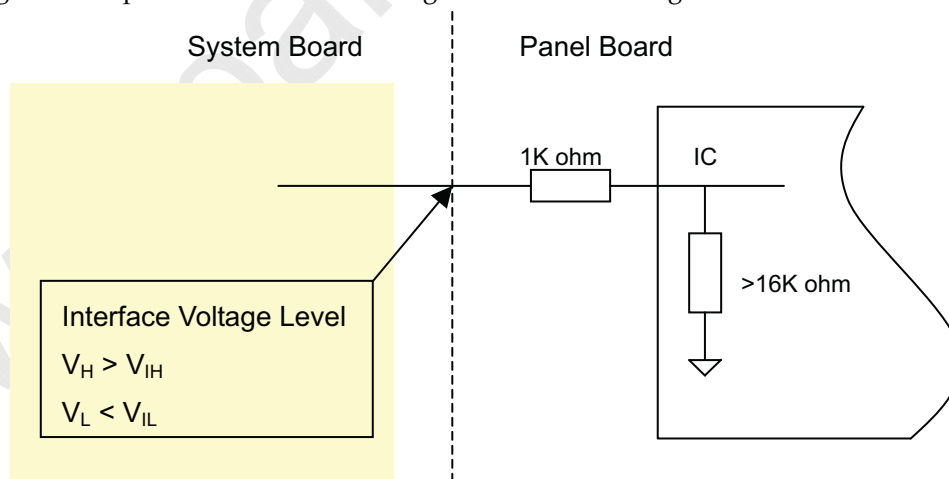 System Board
Panel Board
1K ohm
IC
>16K ohm
Interface Voltage Level
VH > VIH
VL < VIL